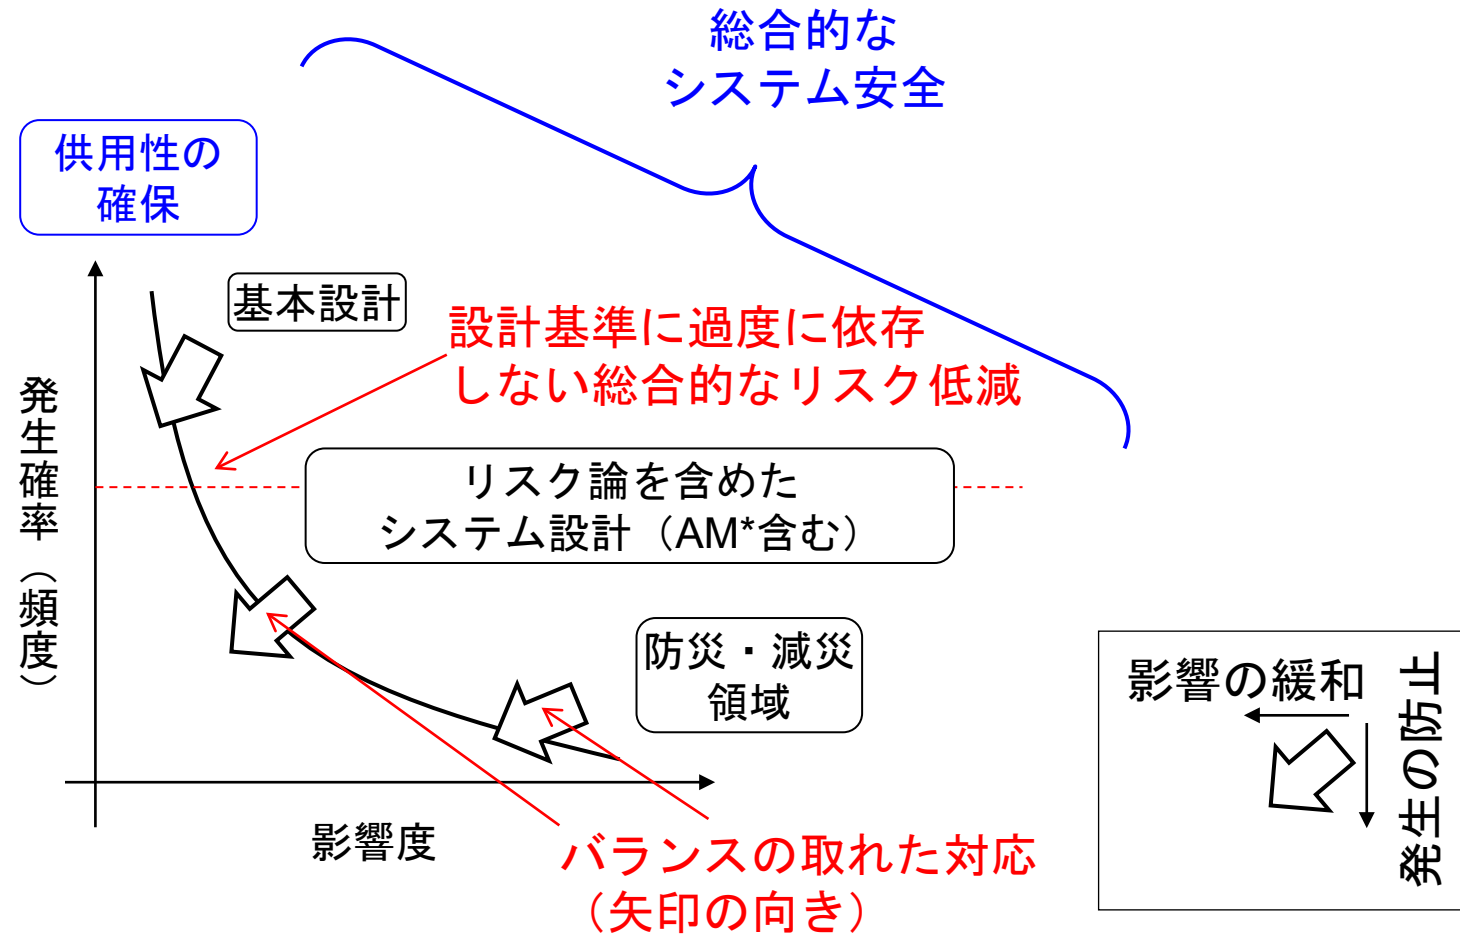 総合的な
システム安全
供用性の
確保
基本設計
設計基準に過度に依存
しない総合的なリスク低減
発生確率（頻度）
リスク論を含めた
システム設計（AM*含む）
防災・減災
領域
影響度
バランスの取れた対応
（矢印の向き）
影響の緩和
発生の防止